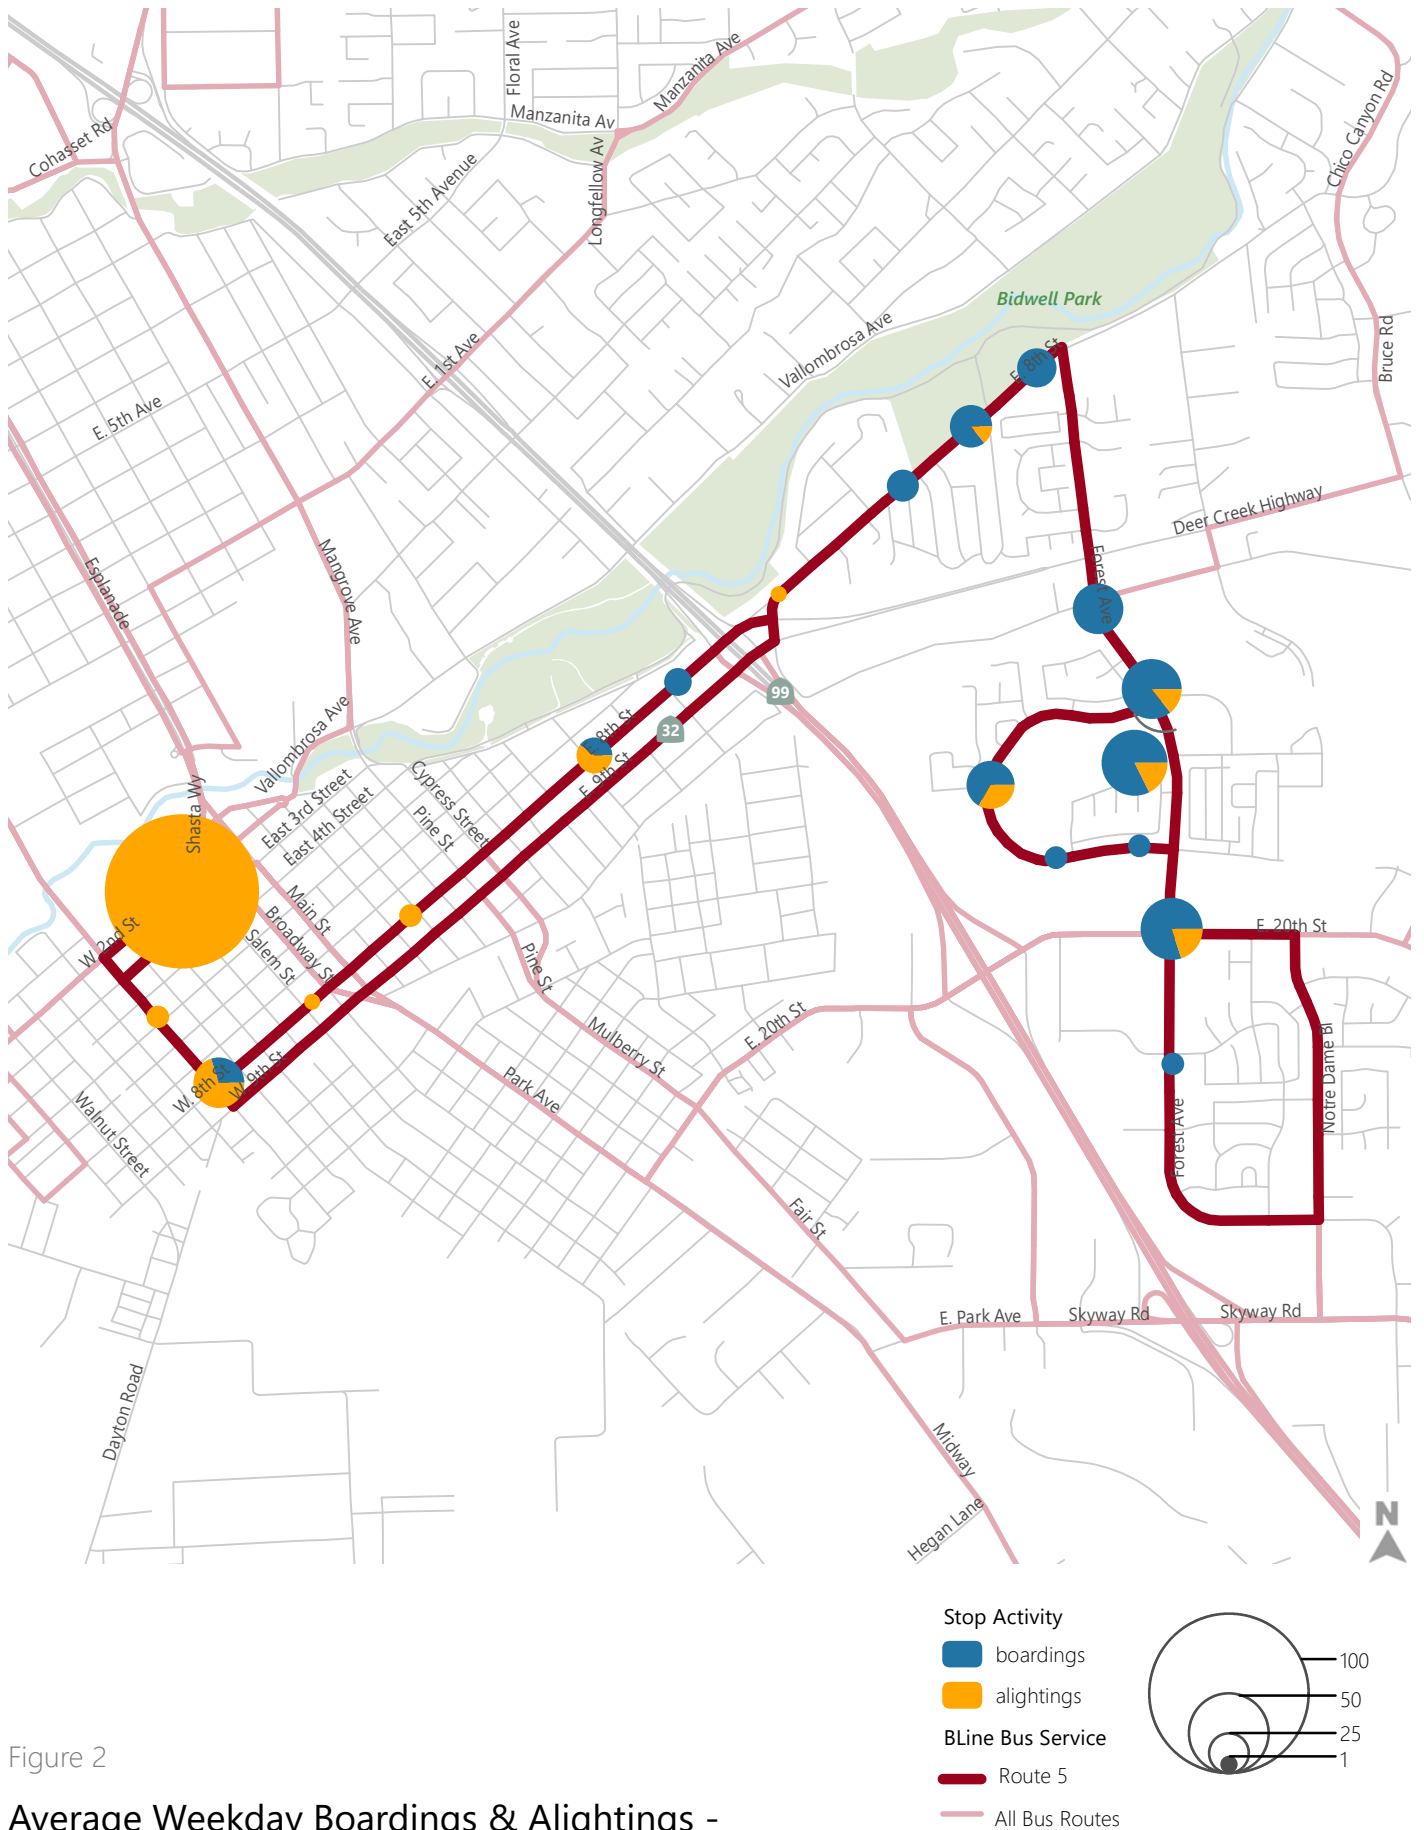 Floral Ave
Manzanita Ave
Manzanita Av
Cohasset Rd
Longfellow Av
East 5th Avenue
Chico Canyon Rd
Bidwell Park
Vallombrosa Ave
E. 8th St
Bruce Rd
E. 1st Ave
E. 5th Ave
Deer Creek Highway
Mangrove Ave
Esplanade
Forest Ave
99
32
E. 8th St
E. 9th St
Vallombrosa Ave
Shasta Wy
East 3rd Street
East 4th Street
Cypress Street
Pine St
Main St
Broadway St
Salem St
W. 2nd St
Pine St
E. 20th St
E. 20th St
Mulberry St
Park Ave
W. 8th St
W. 9th St
Walnut Street
Notre Dame Bl
Forest Ave
Fair St
E. Park Ave
Skyway Rd
Skyway Rd
Dayton Road
Midway
Hegan Lane
N
Stop Activity
boardings
alightings
100
50
25
1
BLine Bus Service
Route 5
All Bus Routes
Figure 2
Average Weekday Boardings & Alightings -